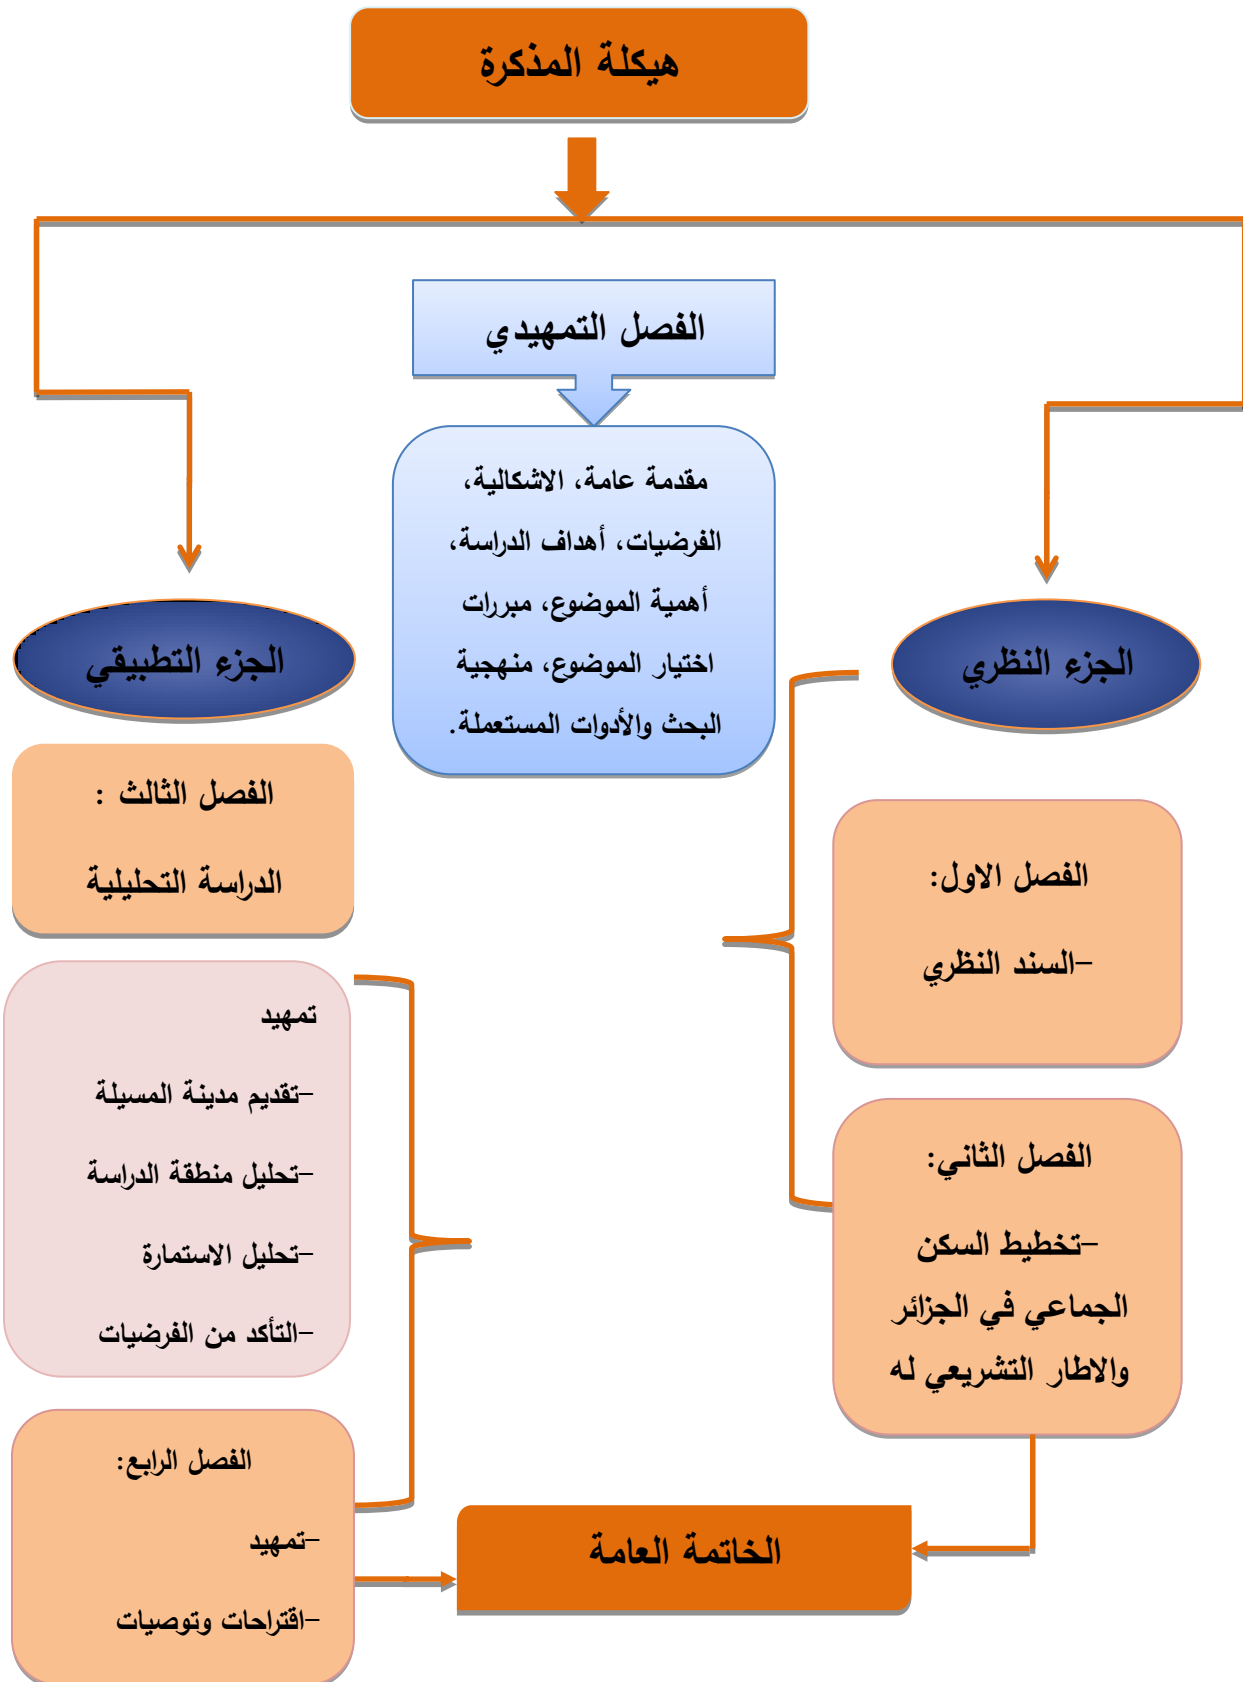 هيكلة المذكرة
الفصل التمهيدي
مقدمة عامة، الاشكالية،
الفرضيات، أهداف الدراسة،
أهمية الموضوع، مبررات
اختيار الموضوع، منهجية
البحث والأدوات المستعملة.
الجزء النظري
الفصل الاول:
-السند النظري
الفصل الثاني:
-تخطيط السكن
الجماعي في الجزائر
والاطار التشريعي له
الجزء التطبيقي
الفصل الثالث :
الدراسة التحليلية
تمهيد
-تقديم مدينة المسيلة
-تحليل منطقة الدراسة
-تحليل الاستمارة
-التأكد من الفرضيات
الفصل الرابع:
-تمهيد
-اقتراحات وتوصيات
الخاتمة العامة